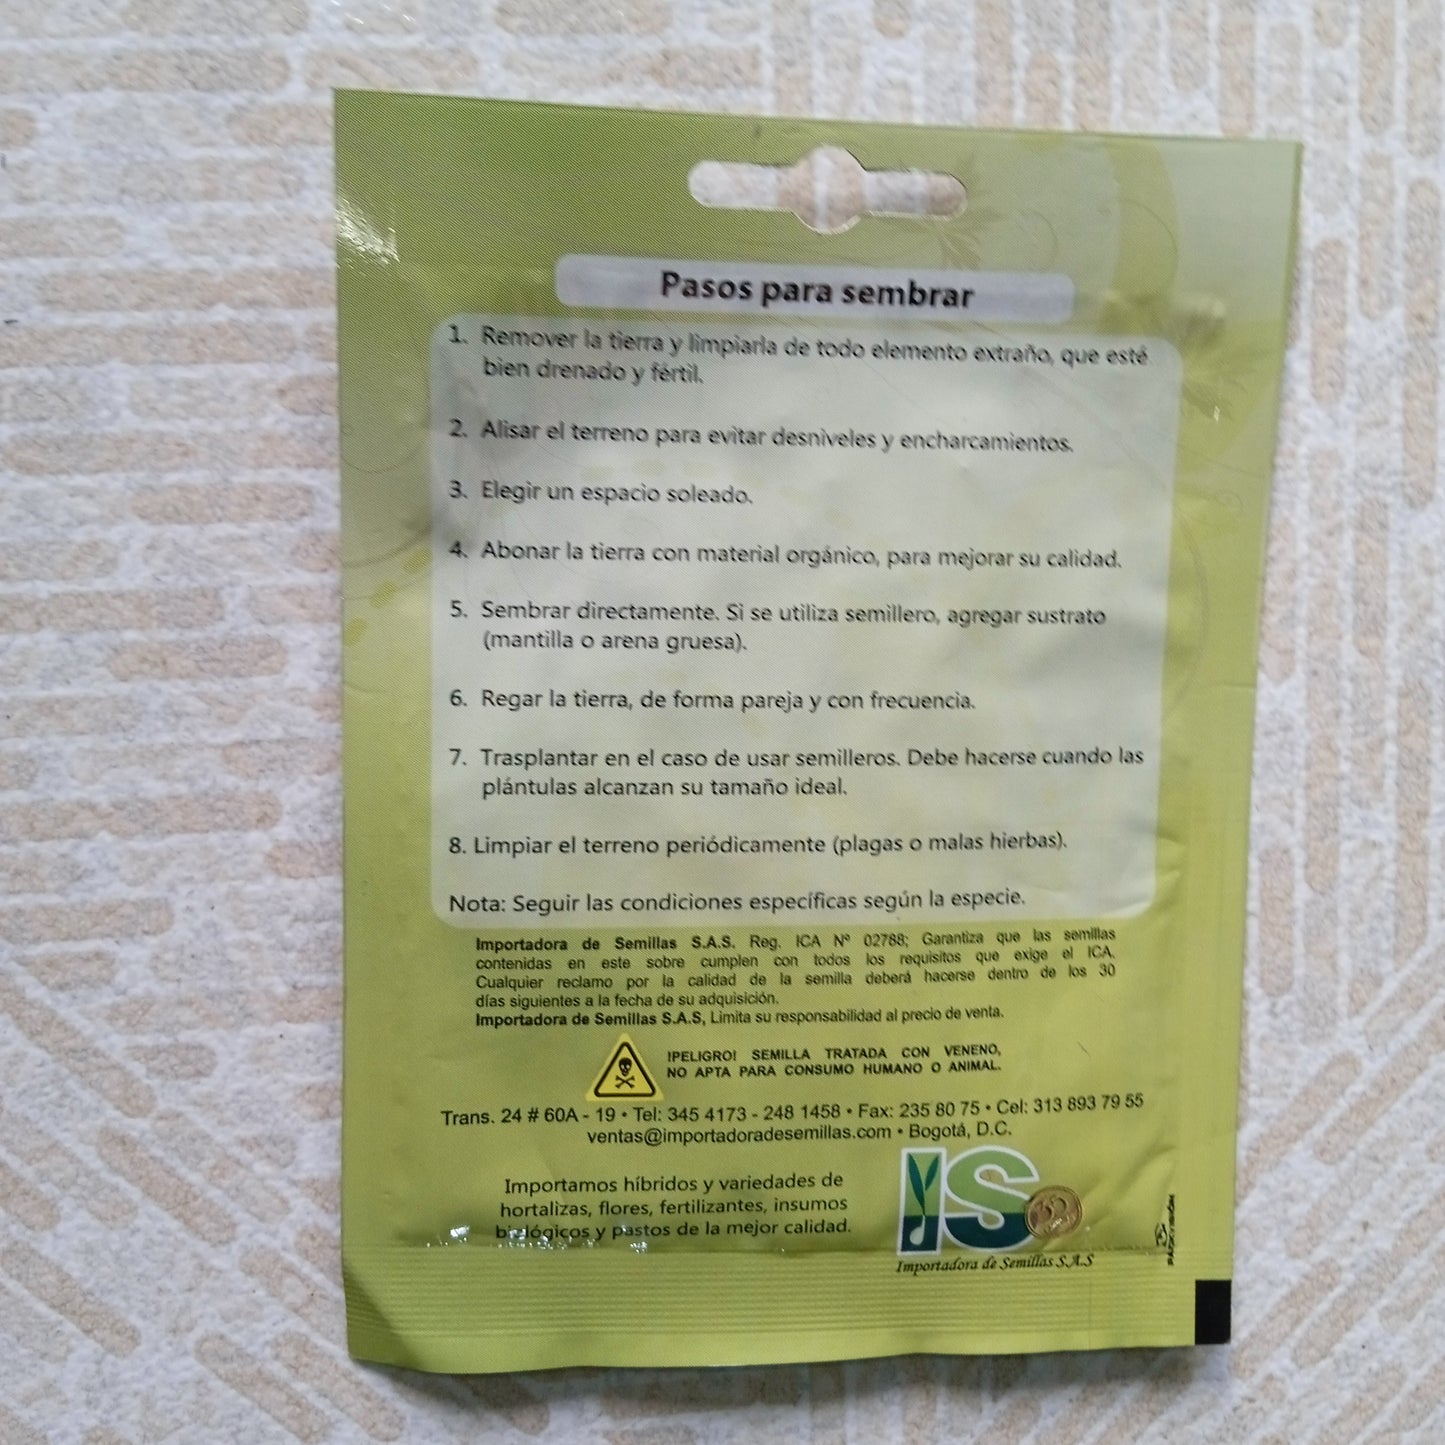 Pasos para sembrar
1. Remover la tierra y limpiarla de todo elemento extraño, que esté
bien drenado y fértil.
2. Alisar el terreno para evitar desniveles y encharcamientos.
3. Elegir un espacio soleado.
4. Abonar la tierra con material orgánico, para mejorar su calidad.
5. Sembrar directamente. Si se utiliza semillero, agregar sustrato
(mantilla o arena gruesa).
6. Regar la tierra, de forma pareja y con frecuencia.
7. Trasplantar en el caso de usar semilleros. Debe hacerse cuando las
plántulas alcanzan su tamaño ideal.
8. Limpiar el terreno periódicamente (plagas o malas hierbas).
Nota: Seguir las condiciones específicas según la especie.
Importadora de Semillas S.A.S. Reg. ICA Nº 02788; Garantiza que las semillas
contenidas en este sobre cumplen con todos los requisitos que exige el ICA.
Cualquier reclamo por la calidad de la semilla deberá hacerse dentro de los 30
días siguientes a la fecha de su adquisición.
Importadora de Semillas S.A.S, Limita su responsabilidad al precio de venta.
!PELIGRO! SEMILLA TRATADA CON VENENO,
NO APTA PARA CONSUMO HUMANO O ANIMAL.
Trans. 24 # 60A - 19 • Tel: 345 4173 - 248 1458 • Fax: 235 80 75 • Cel: 313 893 79 55
ventas@importadoradesemillas.com • Bogotá, D.C.
Importamos híbridos y variedades de
hortalizas, flores, fertilizantes, insumos
biológicos y pastos de la mejor calidad.
IS
Importadora de Semillas S.A.S